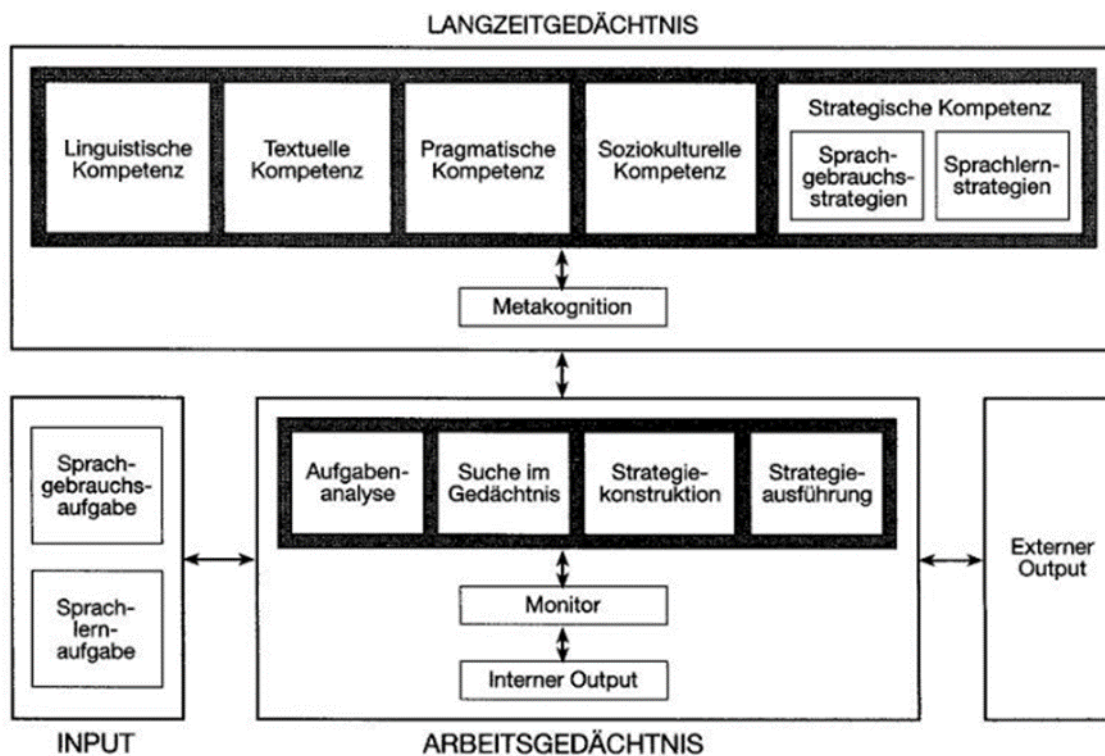 LANGZEITGEDÄCHTNIS
Linguistische
Kompetenz
Textuelle
Kompetenz
Pragmatische
Kompetenz
Soziokulturelle
Kompetenz
Strategische Kompetenz
Sprach-
gebrauchs-
strategien
Sprachlern-
strategien
Metakognition
Sprach-
gebrauchs-
aufgabe
Sprach-
lern-
aufgabe
INPUT
Aufgaben-
analyse
Suche im
Gedächtnis
Strategie-
konstruktion
Strategie-
ausführung
Monitor
Interner Output
ARBEITSGEDÄCHTNIS
Externer
Output